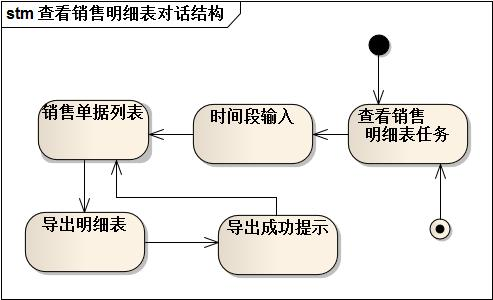 stm 查看销售明细表对话结构
销售单据列表
时间段输入
查看销售
明细表任务
导出明细表
导出成功提示